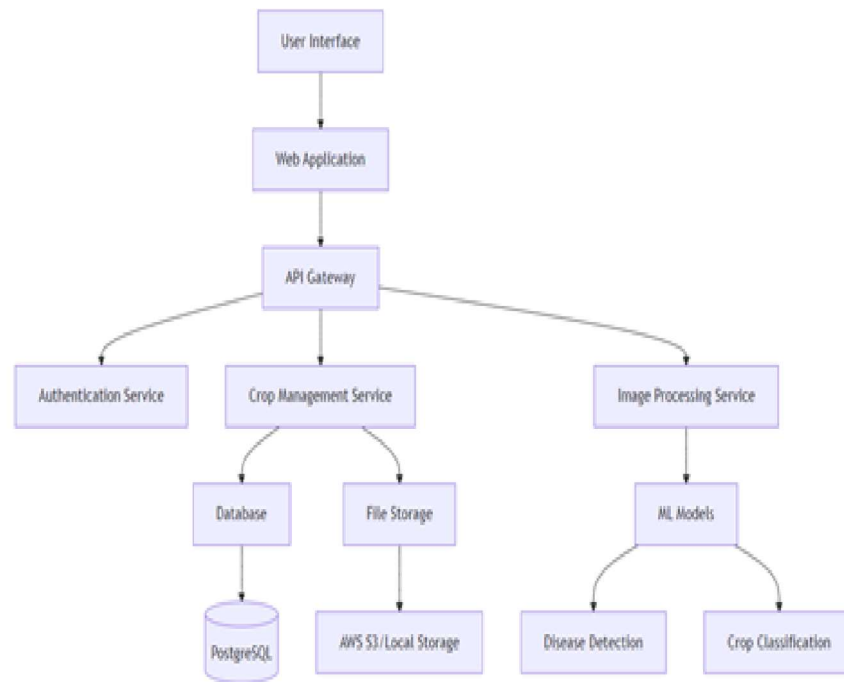 User Interface
Web Application
API Gateway
Authentication Service
Crop Management Service
Image Processing Service
Database
File Storage
ML Models
PostgreSQL
AWS S3/Local Storage
Disease Detection
Crop Classification